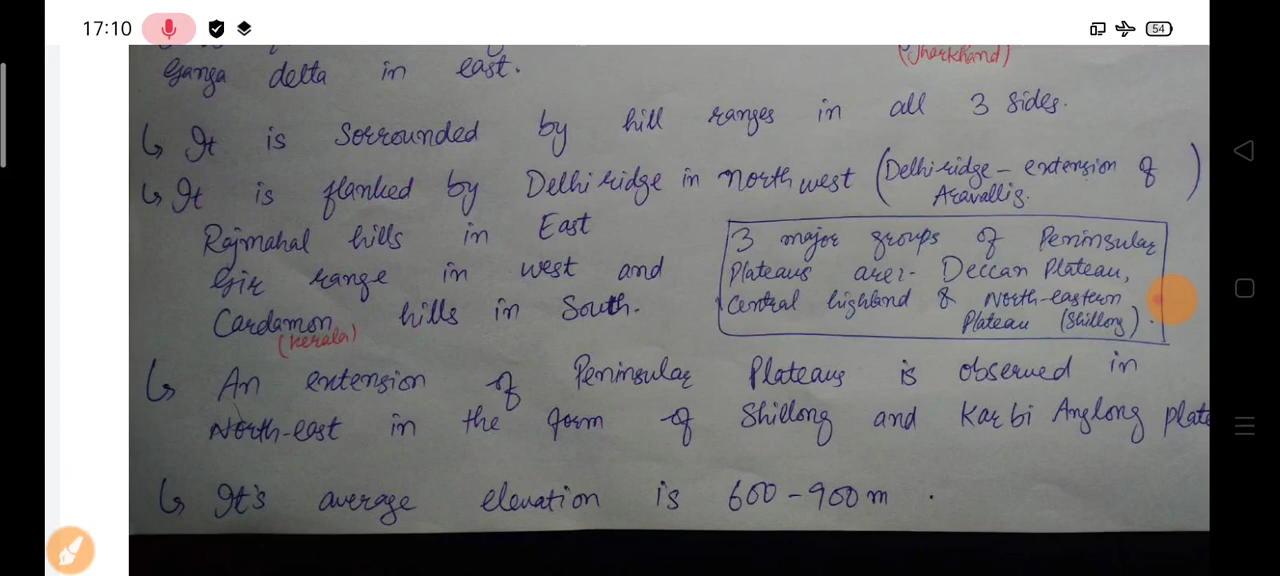 17:10
54
(Jharkhand)
Ganga delta in east.
↳ It is sorrounded by hill ranges in all 3 sides.
↳ It is flanked by Delhi ridge in north west (Delhi ridge - extension of Aravallis.)
Rajmahal hills in East
Gir range in west and
Cardamon hills in South.
(Kerala)
3 major groups of Peninsular
Plateaus are:- Deccan Plateau,
Central highland & North-eastern
Plateau (Shillong).
↳ An extension of Peninsular Plateaus is observed in
North-east in the form of Shillong and Karbi Anglong plate
↳ It's average elevation is 600-900m.